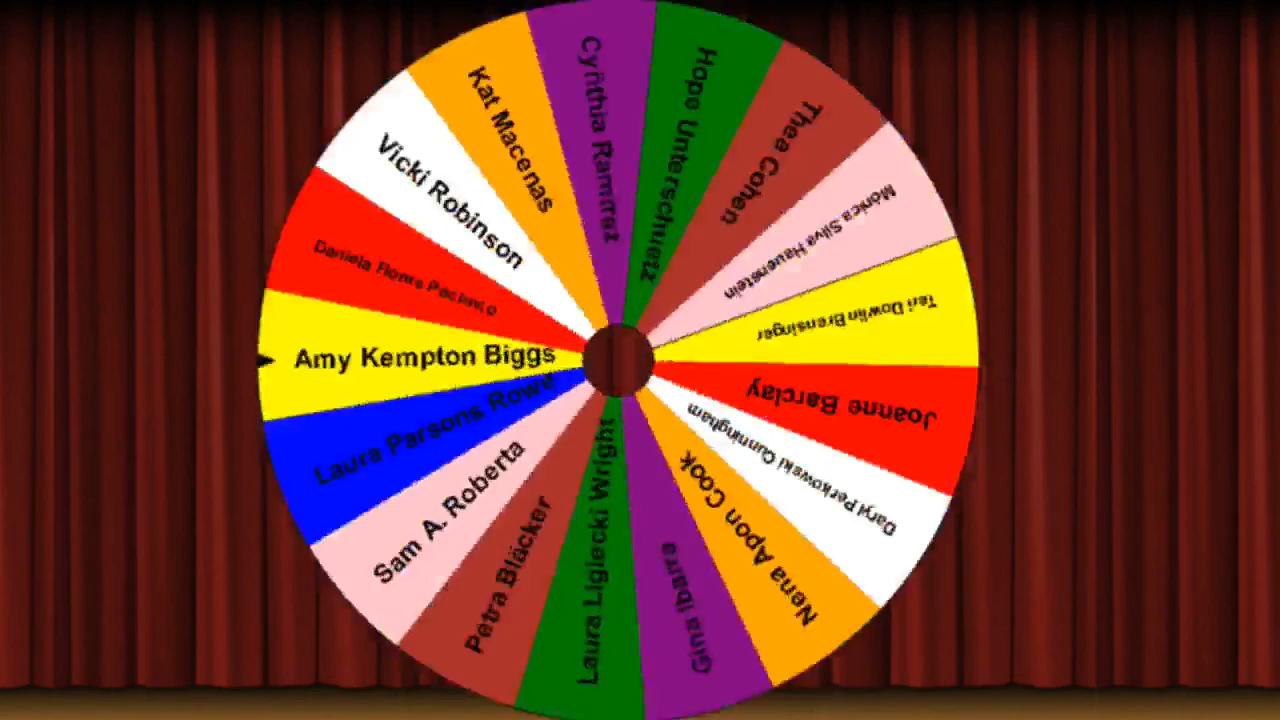 Cynthia Ramirez
Hope Unterschuetz
Thea Cohen
Monica Silva Hauenstein
Teri Dowlin Brensinger
Joanne Barclay
Daryl Perkowski Cunningham
Nena Apon Cook
Gina Ibarra
Laura Ligiecki Wright
Petra Bläcker
Sam A. Roberta
Laura Parsons Rowe
Amy Kempton Biggs
Daniela Flores
Vicki Robinson
Kat Macenas